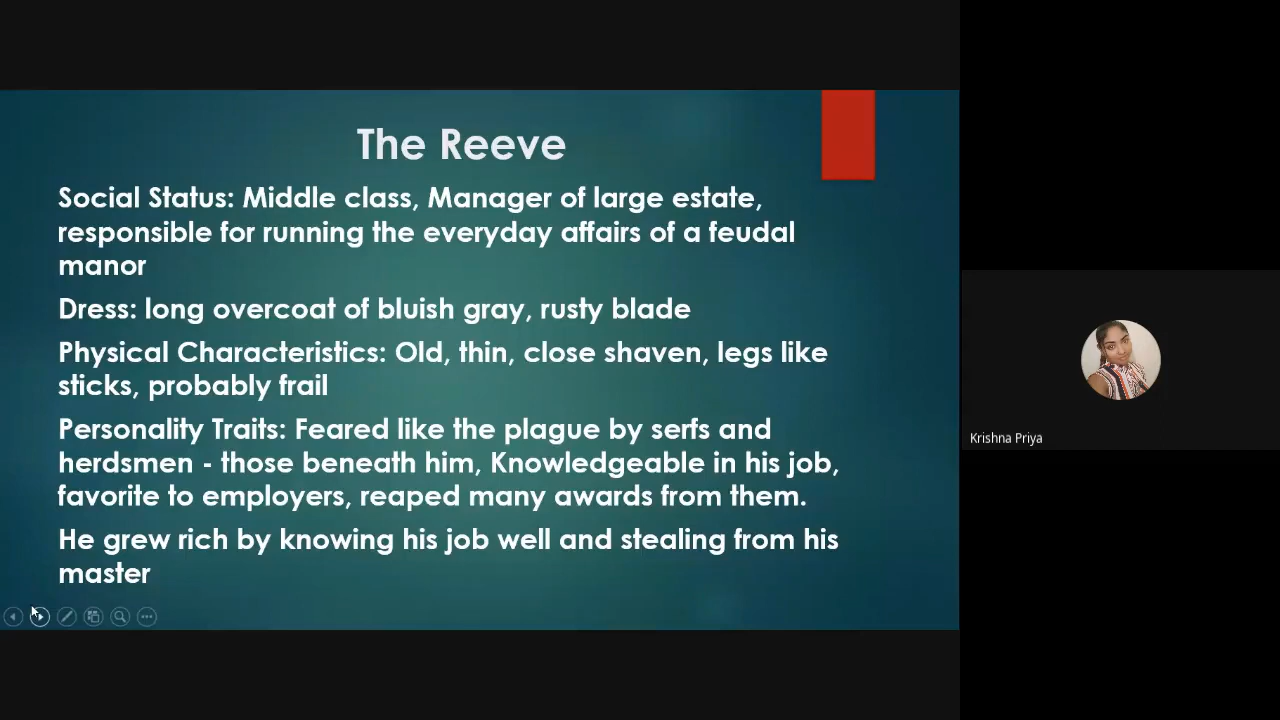 The Reeve
Social Status: Middle class, Manager of large estate,
responsible for running the everyday affairs of a feudal
manor
Dress: long overcoat of bluish gray, rusty blade
Physical Characteristics: Old, thin, close shaven, legs like
sticks, probably frail
Personality Traits: Feared like the plague by serfs and
herdsmen - those beneath him, Knowledgeable in his job,
favorite to employers, reaped many awards from them.
He grew rich by knowing his job well and stealing from his
master
Krishna Priya